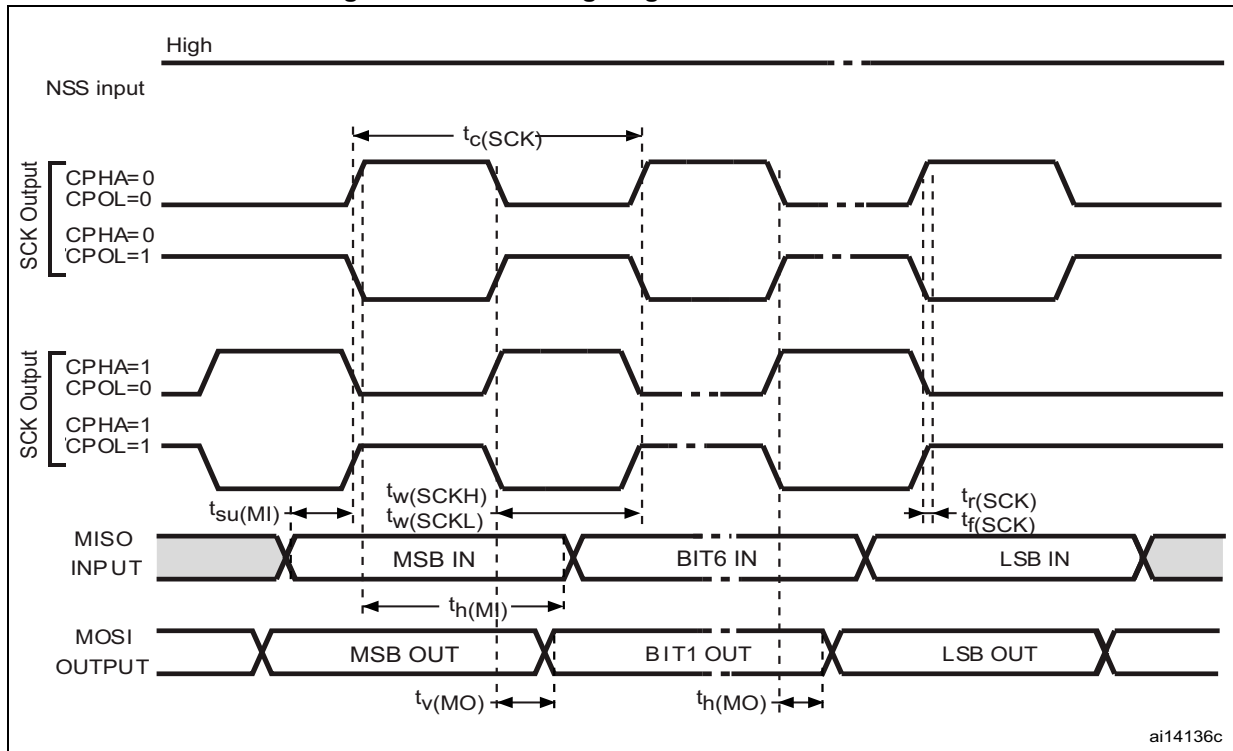 High
NSS input
tc(SCK)
SCK Output
CPHA=0
CPOL=0
CPHA=0
CPOL=1
SCK Output
CPHA=1
CPOL=0
CPHA=1
CPOL=1
tsu(MI)
tw(SCKH)
tw(SCKL)
tr(SCK)
tf(SCK)
MISO
INPUT
MSB IN
BIT6 IN
LSB IN
th(MI)
MOSI
OUTPUT
MSB OUT
BIT1 OUT
LSB OUT
tv(MO)
th(MO)
ai14136c